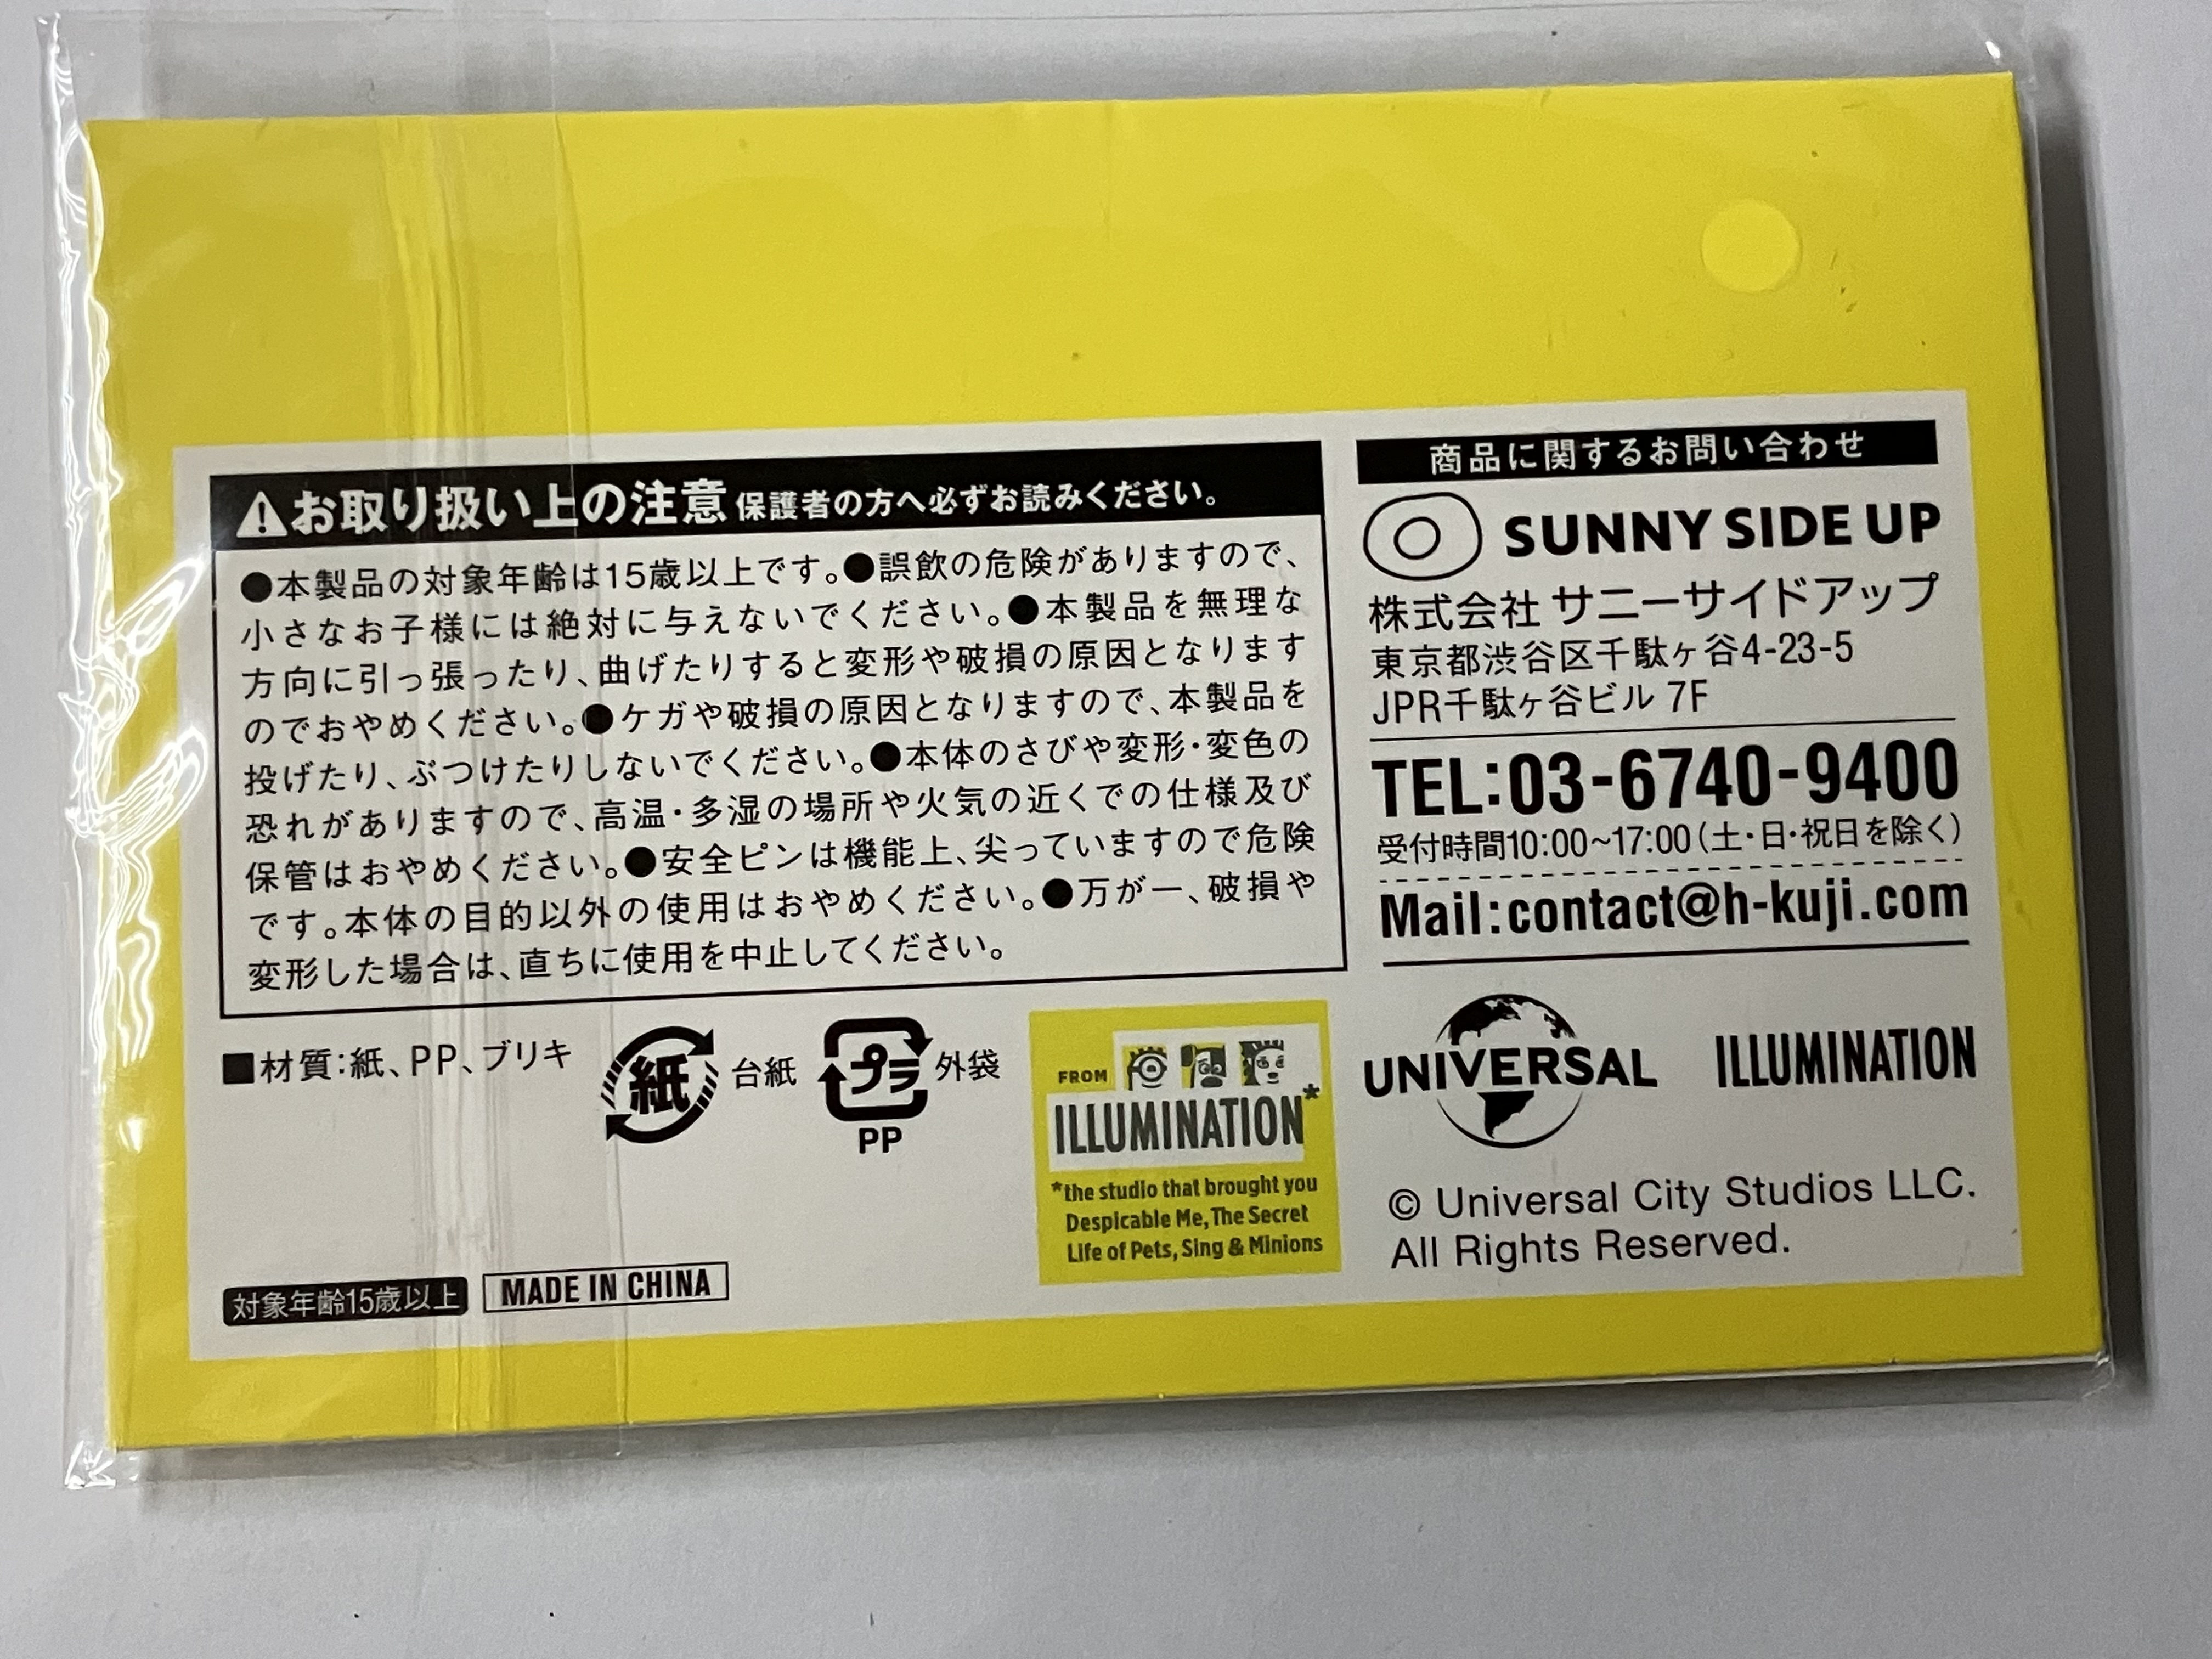 ⚠お取り扱い上の注意 保護者の方へ必ずお読みください。
●本製品の対象年齢は15歳以上です。●誤飲の危険がありますので、
小さなお子様には絶対に与えないでください。●本製品を無理な
方向に引っ張ったり、曲げたりすると変形や破損の原因となります
のでおやめください。●ケガや破損の原因となりますので、本製品を
投げたり、ぶつけたりしないでください。●本体のさびや変形・変色の
恐れがありますので、高温・多湿の場所や火気の近くでの仕様及び
保管はおやめください。●安全ピンは機能上、尖っていますので危険
です。本体の目的以外の使用はおやめください。●万が一、破損や
変形した場合は、直ちに使用を中止してください。
商品に関するお問い合わせ
SUNNY SIDE UP
株式会社 サニーサイドアップ
東京都渋谷区千駄ヶ谷4-23-5
JPR千駄ヶ谷ビル 7F
TEL:03-6740-9400
受付時間10:00~17:00(土・日・祝日を除く)
Mail:contact@h-kuji.com
■材質:紙、PP、ブリキ
紙 台紙
プラ 外袋
PP
対象年齢15歳以上 MADE IN CHINA
FROM
ILLUMINATION*
*the studio that brought you
Despicable Me, The Secret
Life of Pets, Sing & Minions
UNIVERSAL ILLUMINATION
© Universal City Studios LLC.
All Rights Reserved.